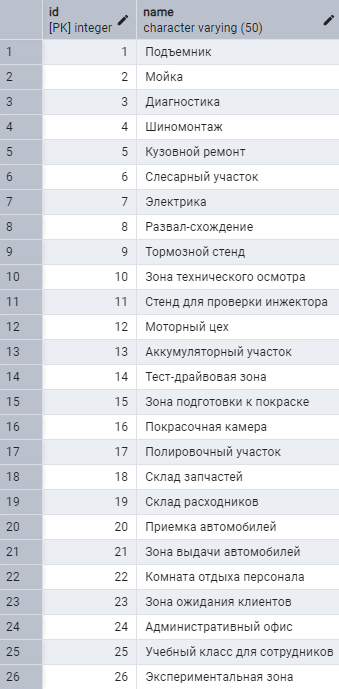 id name
[PK] integer character varying (50)
1 1 Подъемник
2 2 Мойка
3 3 Диагностика
4 4 Шиномонтаж
5 5 Кузовной ремонт
6 6 Слесарный участок
7 7 Электрика
8 8 Развал-схождение
9 9 Тормозной стенд
10 10 Зона технического осмотра
11 11 Стенд для проверки инжектора
12 12 Моторный цех
13 13 Аккумуляторный участок
14 14 Тест-драйвовая зона
15 15 Зона подготовки к покраске
16 16 Покрасочная камера
17 17 Полировочный участок
18 18 Склад запчастей
19 19 Склад расходников
20 20 Приемка автомобилей
21 21 Зона выдачи автомобилей
22 22 Комната отдыха персонала
23 23 Зона ожидания клиентов
24 24 Административный офис
25 25 Учебный класс для сотрудников
26 26 Экспериментальная зона